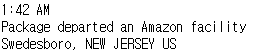 1:42 AM
Package departed an Amazon facility
Swedesboro, NEW JERSEY US